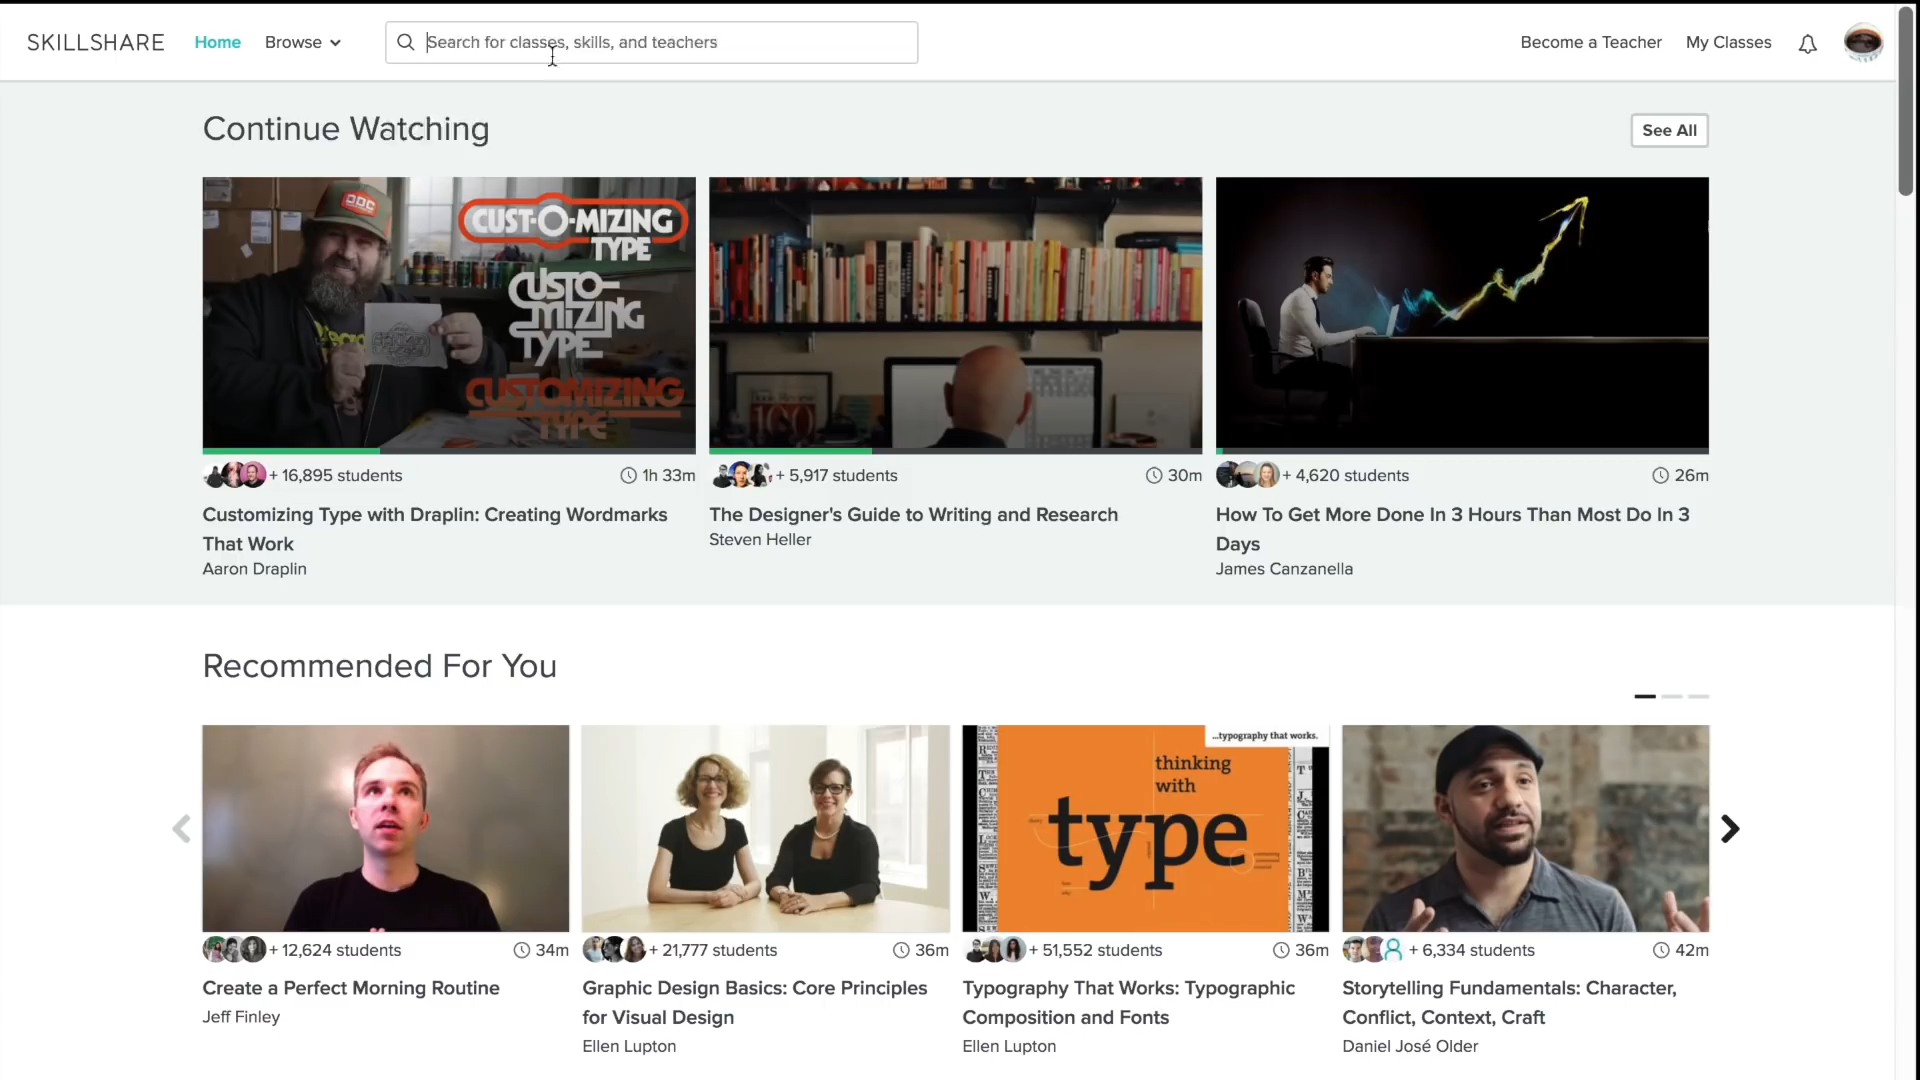 SKILLSHARE
Home
Browse
Search for classes, skills, and teachers
Become a Teacher
My Classes
Continue Watching
See All
DDC
CUST-O-MIZING
TYPE
CUSTO-
MIZING
TYPE
CUSTOMIZING
TYPE
+ 16,895 students
1h 33m
Customizing Type with Draplin: Creating Wordmarks
That Work
Aaron Draplin
+ 5,917 students
30m
The Designer's Guide to Writing and Research
Steven Heller
+ 4,620 students
26m
How To Get More Done In 3 Hours Than Most Do In 3
Days
James Canzanella
Recommended For You
+ 12,624 students
34m
Create a Perfect Morning Routine
Jeff Finley
+ 21,777 students
36m
Graphic Design Basics: Core Principles
for Visual Design
Ellen Lupton
...typography that works.
thinking
with
type
+ 51,552 students
36m
Typography That Works: Typographic
Composition and Fonts
Ellen Lupton
+ 6,334 students
42m
Storytelling Fundamentals: Character,
Conflict, Context, Craft
Daniel José Older